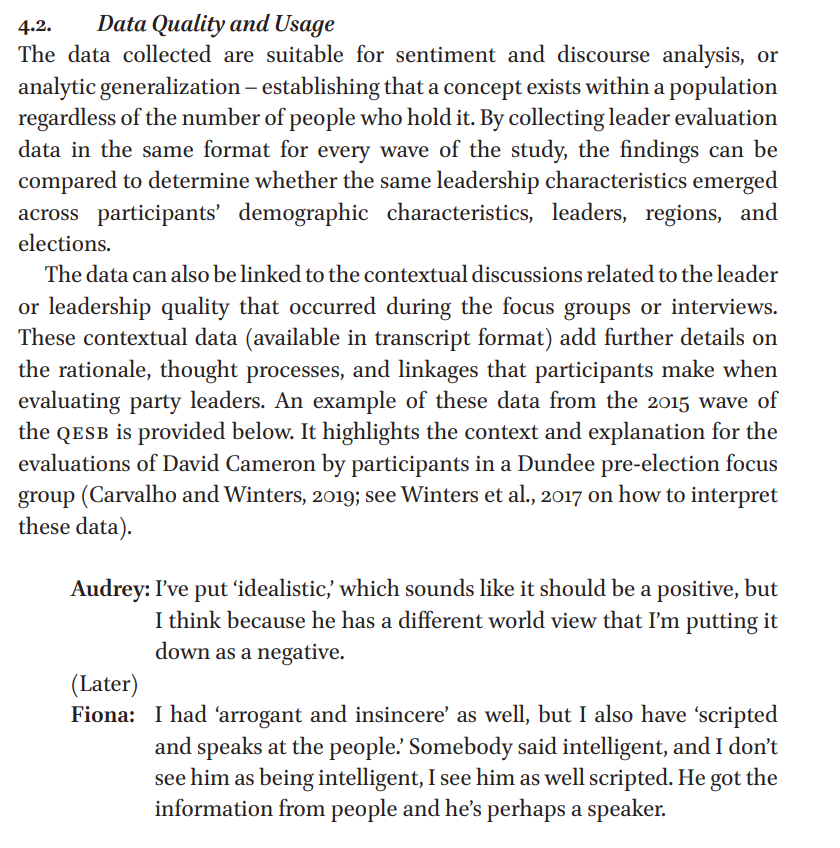 4.2. Data Quality and Usage
The data collected are suitable for sentiment and discourse analysis, or
analytic generalization – establishing that a concept exists within a population
regardless of the number of people who hold it. By collecting leader evaluation
data in the same format for every wave of the study, the findings can be
compared to determine whether the same leadership characteristics emerged
across participants’ demographic characteristics, leaders, regions, and
elections.
The data can also be linked to the contextual discussions related to the leader
or leadership quality that occurred during the focus groups or interviews.
These contextual data (available in transcript format) add further details on
the rationale, thought processes, and linkages that participants make when
evaluating party leaders. An example of these data from the 2015 wave of
the QESB is provided below. It highlights the context and explanation for the
evaluations of David Cameron by participants in a Dundee pre-election focus
group (Carvalho and Winters, 2019; see Winters et al., 2017 on how to interpret
these data).
Audrey: I’ve put ‘idealistic,’ which sounds like it should be a positive, but
I think because he has a different world view that I’m putting it
down as a negative.
(Later)
Fiona: I had ‘arrogant and insincere’ as well, but I also have ‘scripted
and speaks at the people.’ Somebody said intelligent, and I don’t
see him as being intelligent, I see him as well scripted. He got the
information from people and he’s perhaps a speaker.